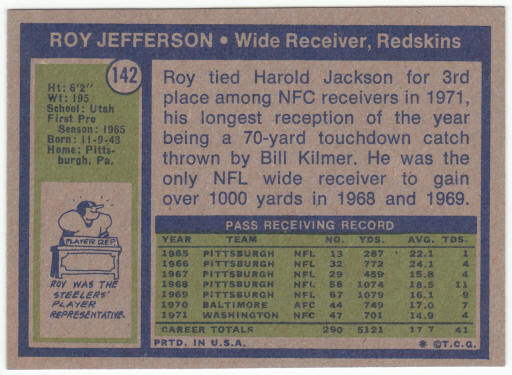 ROY JEFFERSON • Wide Receiver, Redskins
142
Ht: 6'2"
Wt: 195
School: Utah
First Pro
Season: 1965
Born: 11-9-43
Home: Pitts-
burgh, Pa.
PLAYER REP
ROY WAS THE
STEELERS'
PLAYER
REPRESENTATIVE.
Roy tied Harold Jackson for 3rd
place among NFC receivers in 1971,
his longest reception of the year
being a 70-yard touchdown catch
thrown by Bill Kilmer. He was the
only NFL wide receiver to gain
over 1000 yards in 1968 and 1969.
PASS RECEIVING RECORD
YEAR TEAM NO. YDS. AVG. TDS.
1965 PITTSBURGH NFL 13 287 22.1 1
1966 PITTSBURGH NFL 32 772 24.1 4
1967 PITTSBURGH NFL 29 459 15.8 4
1968 PITTSBURGH NFL 58 1074 18.5 11
1969 PITTSBURGH NFL 67 1079 16.1 9
1970 BALTIMORE AFC 44 749 17.0 7
1971 WASHINGTON NFC 47 701 14.9 4
CAREER TOTALS 290 5121 17.7 41
PRTD. IN U.S.A. * © T.C.G.